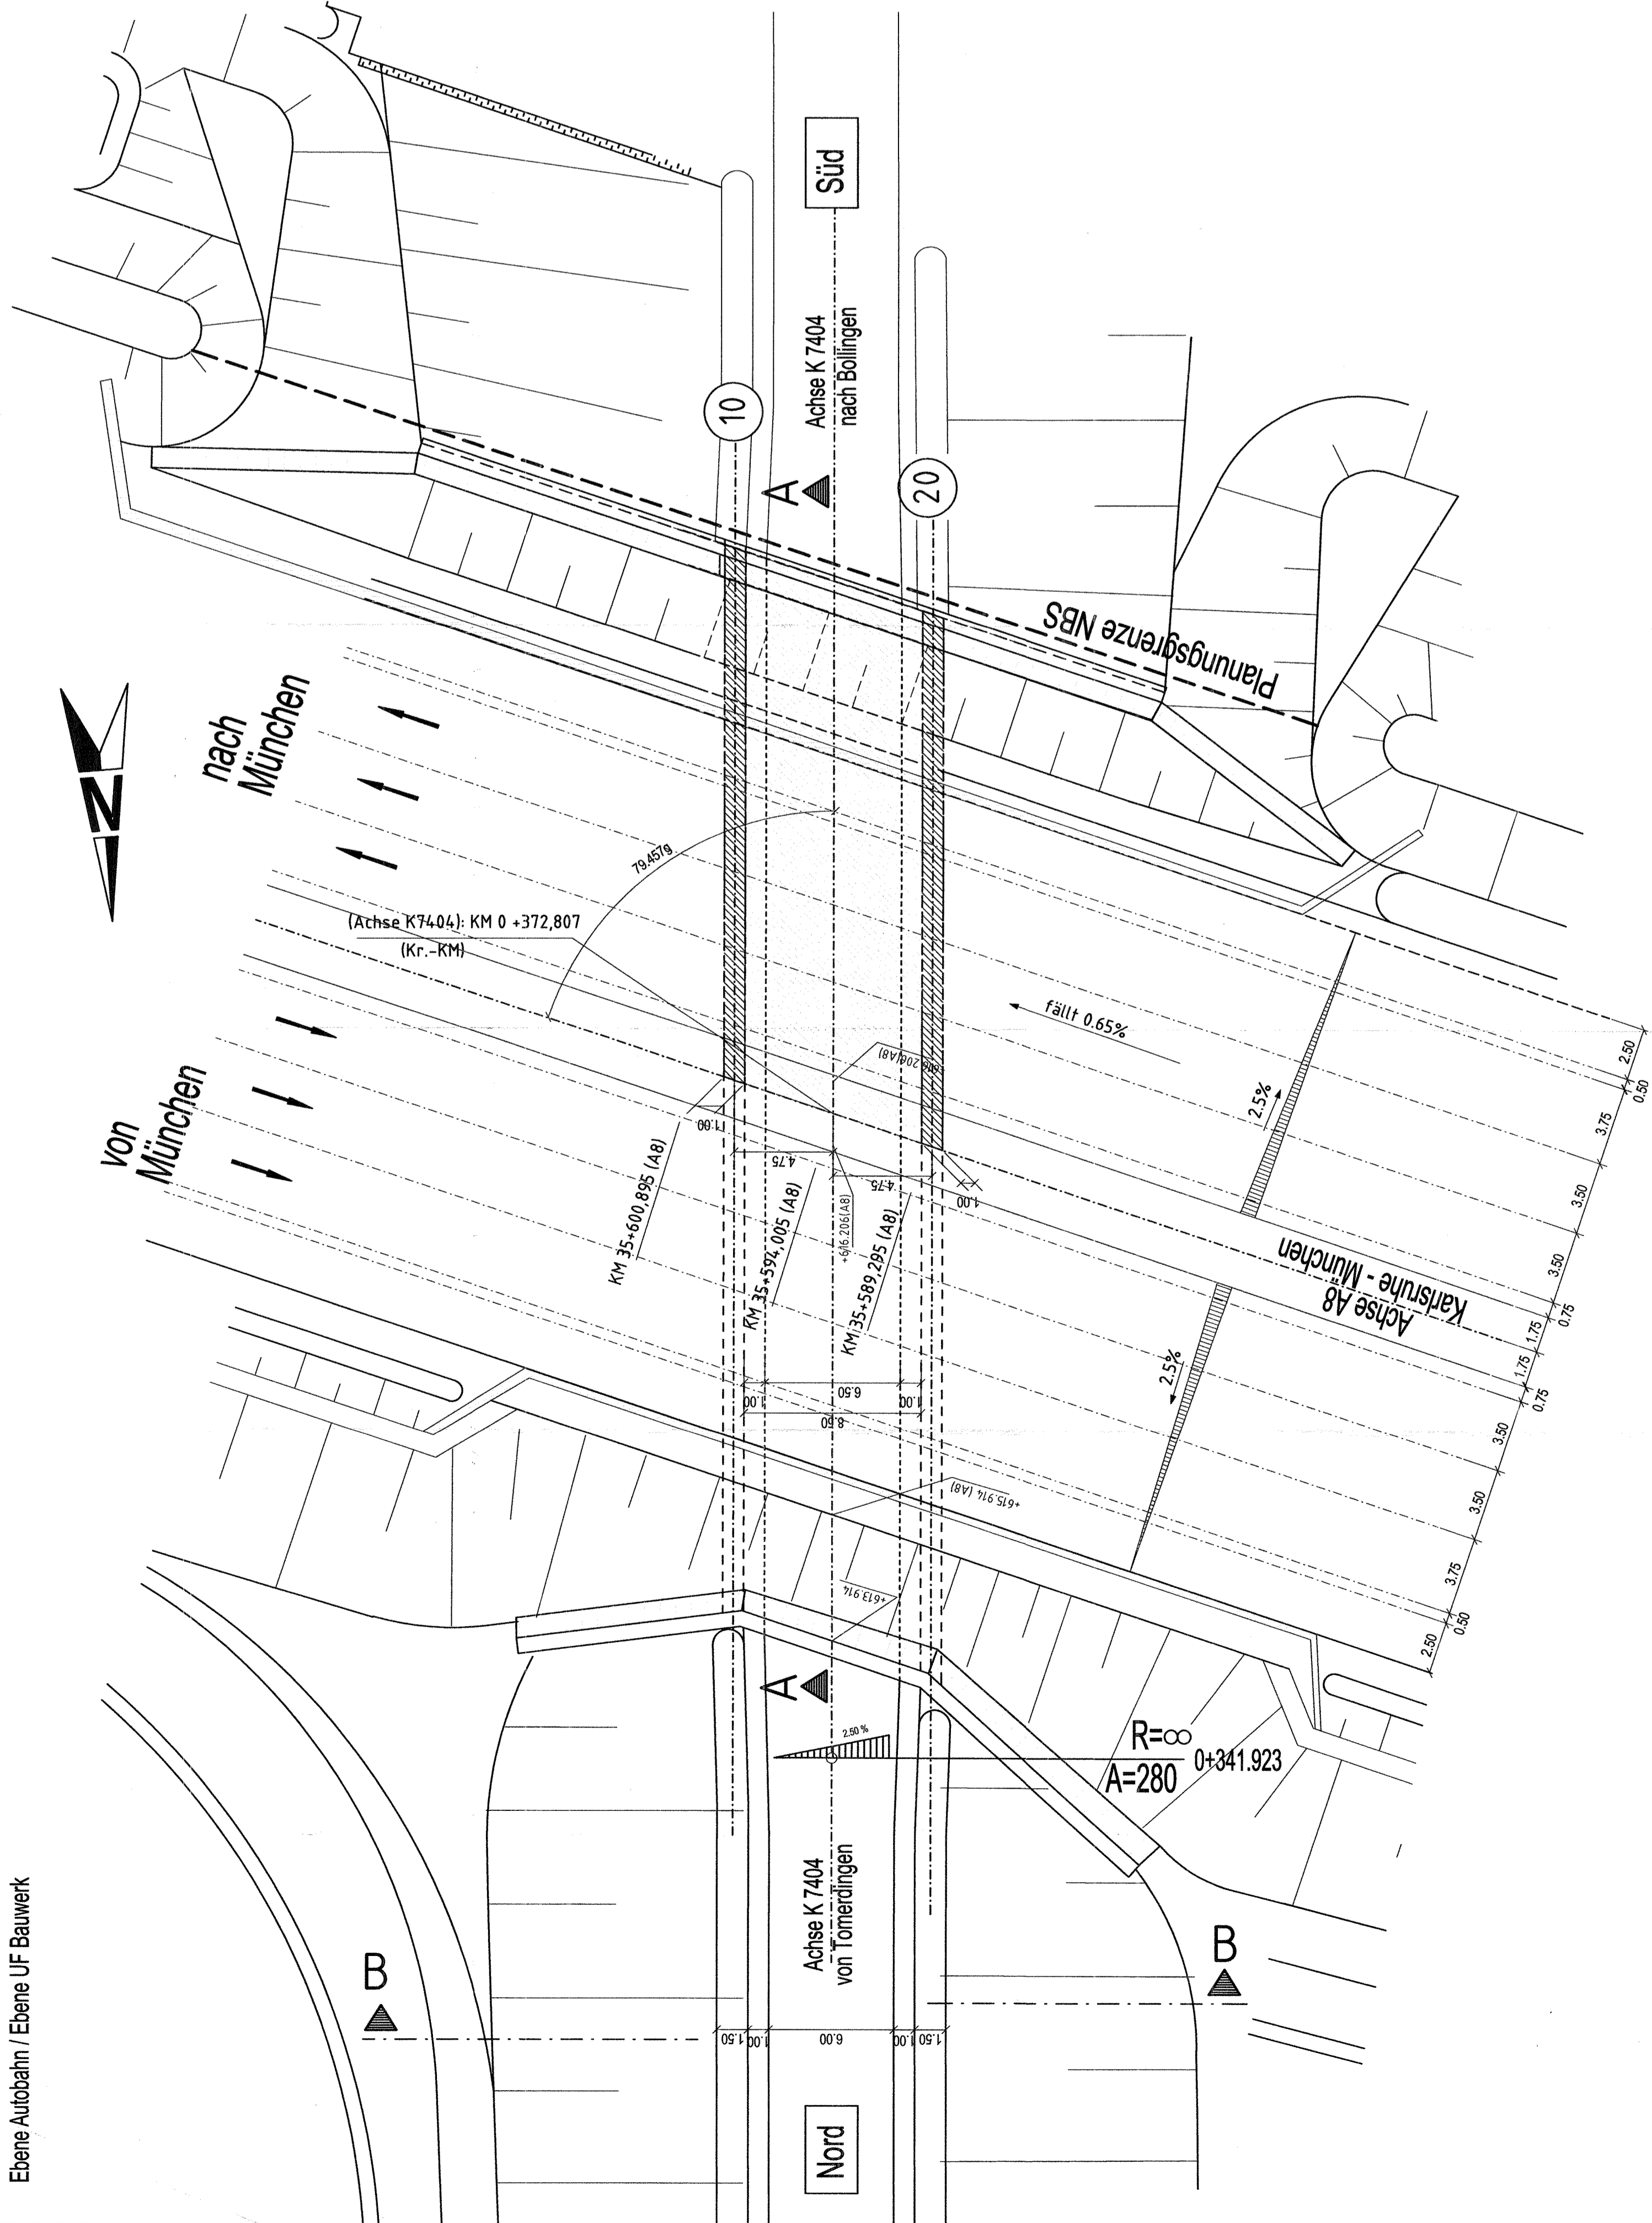 Ebene Autobahn / Ebene UF Bauwerk
Süd
Achse K 7404
nach Bollingen
10
20
A
Planungsgrenze NBS
N
nach
München
79.457g
(Achse K7404): KM 0 +372,807
(Kr.-KM)
fällt 0.65%
+616.206(A8)
2.5%
von
München
1.00
4.75
4.75
1.00
KM 35+600,895 (A8)
KM 35+594,005 (A8)
+616.206(A8)
KM 35+589,295 (A8)
Achse A8
Karlsruhe - München
2.5%
2.50
0.50
3.75
3.50
3.50
0.75
1.75
1.75
0.75
3.50
3.50
3.75
0.50
2.50
1.00
6.50
1.00
8.50
+615.914 (A8)
+613.914
A
2.50 %
R=∞
A=280
0+341.923
Achse K 7404
von Tomerdingen
B
B
1.50
1.00
6.00
1.00
1.50
Nord